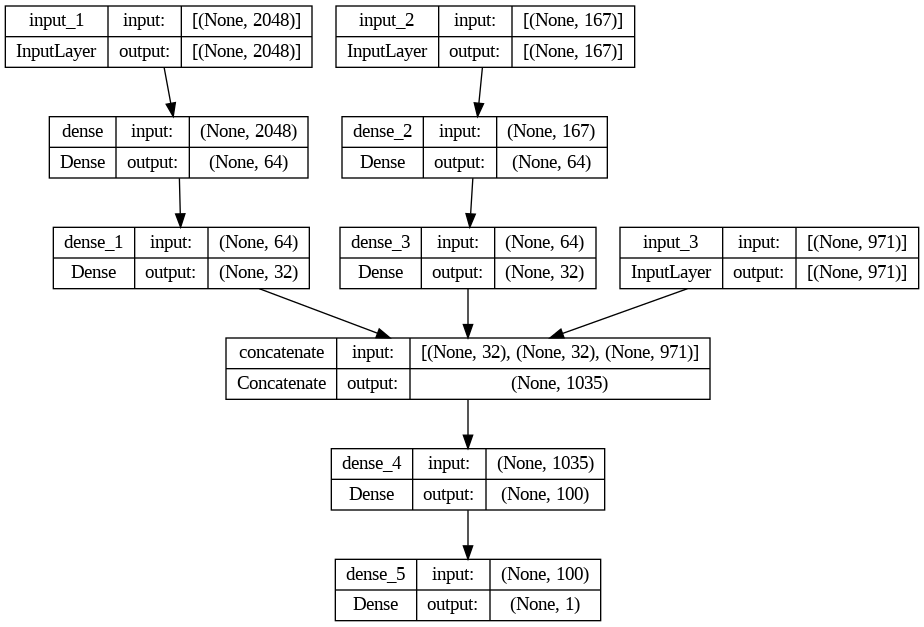 input_1 input: [(None, 2048)]
InputLayer output: [(None, 2048)]
input_2 input: [(None, 167)]
InputLayer output: [(None, 167)]
dense input: (None, 2048)
Dense output: (None, 64)
dense_2 input: (None, 167)
Dense output: (None, 64)
dense_1 input: (None, 64)
Dense output: (None, 32)
dense_3 input: (None, 64)
Dense output: (None, 32)
input_3 input: [(None, 971)]
InputLayer output: [(None, 971)]
concatenate input: [(None, 32), (None, 32), (None, 971)]
Concatenate output: (None, 1035)
dense_4 input: (None, 1035)
Dense output: (None, 100)
dense_5 input: (None, 100)
Dense output: (None, 1)